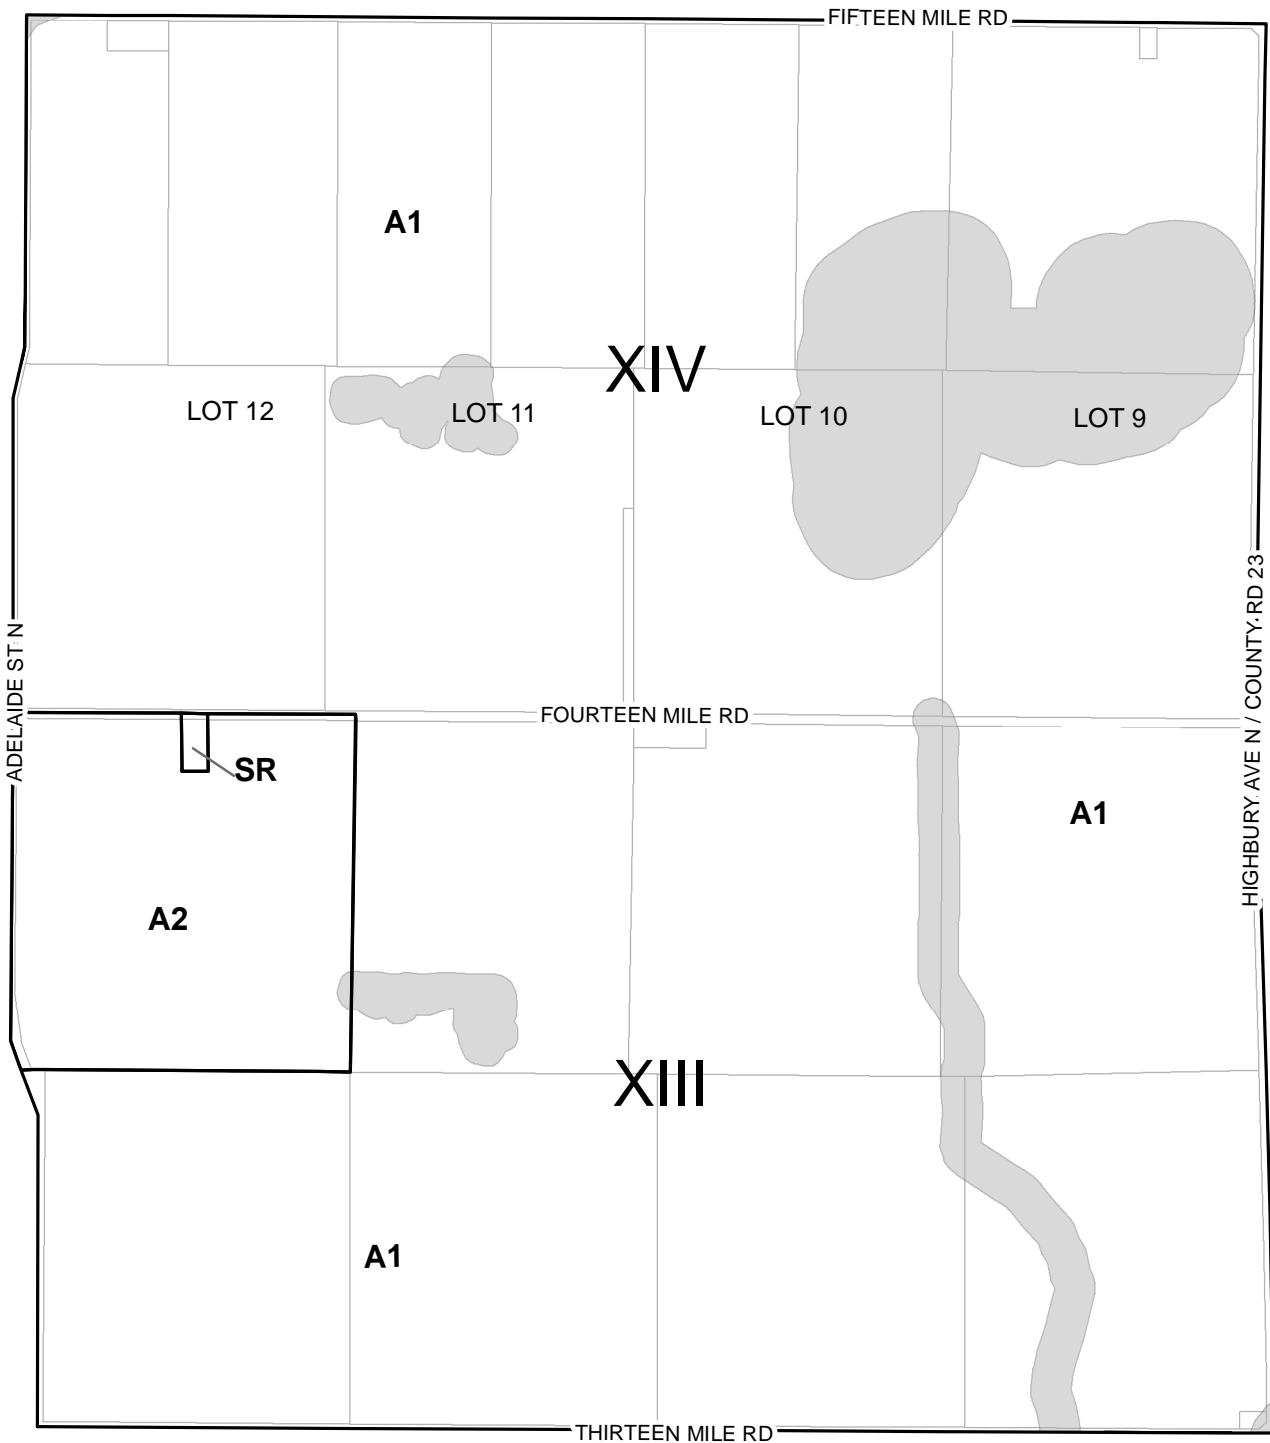 FIFTEEN MILE RD
A1
XIV
LOT 12
LOT 11
LOT 10
LOT 9
HIGHBURY AVE N / COUNTY RD 23
ADELAIDE ST N
FOURTEEN MILE RD
SR
A1
A2
XIII
A1
THIRTEEN MILE RD